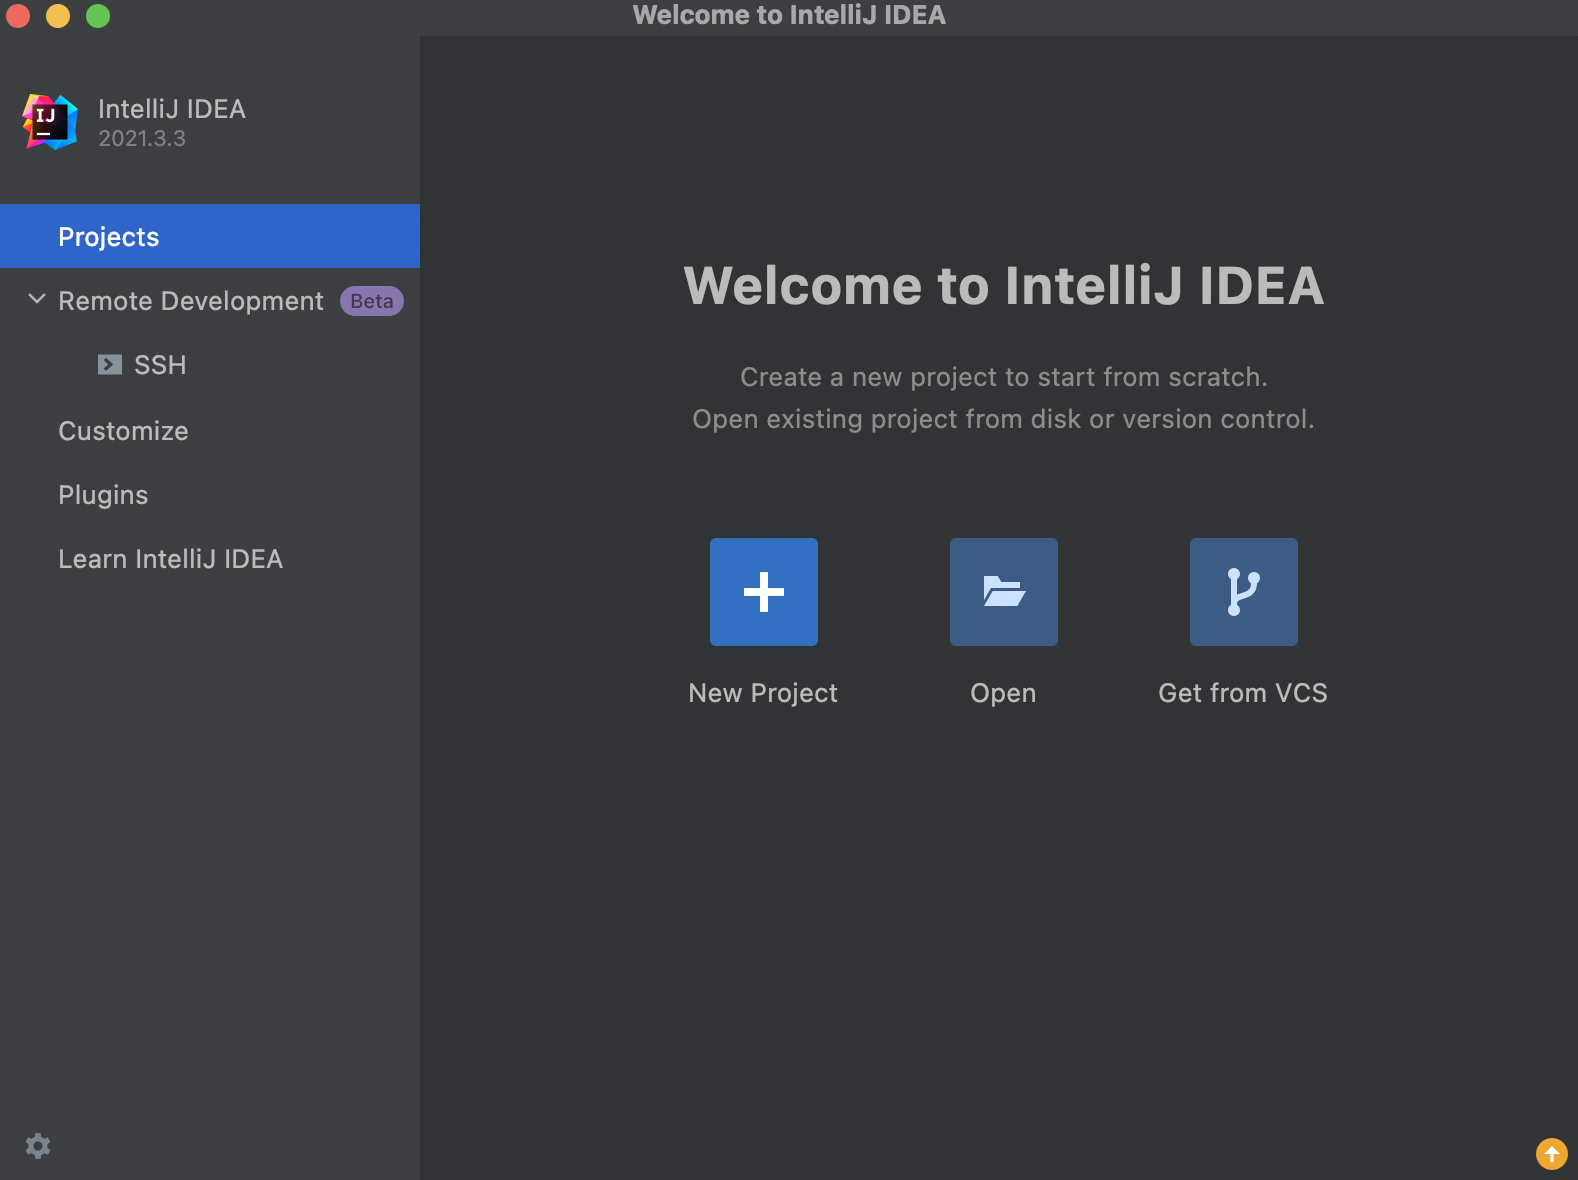 Welcome to IntelliJ IDEA
IJ
IntelliJ IDEA
2021.3.3
Projects
Remote Development Beta
SSH
Customize
Plugins
Learn IntelliJ IDEA
Welcome to IntelliJ IDEA
Create a new project to start from scratch.
Open existing project from disk or version control.
New Project Open Get from VCS